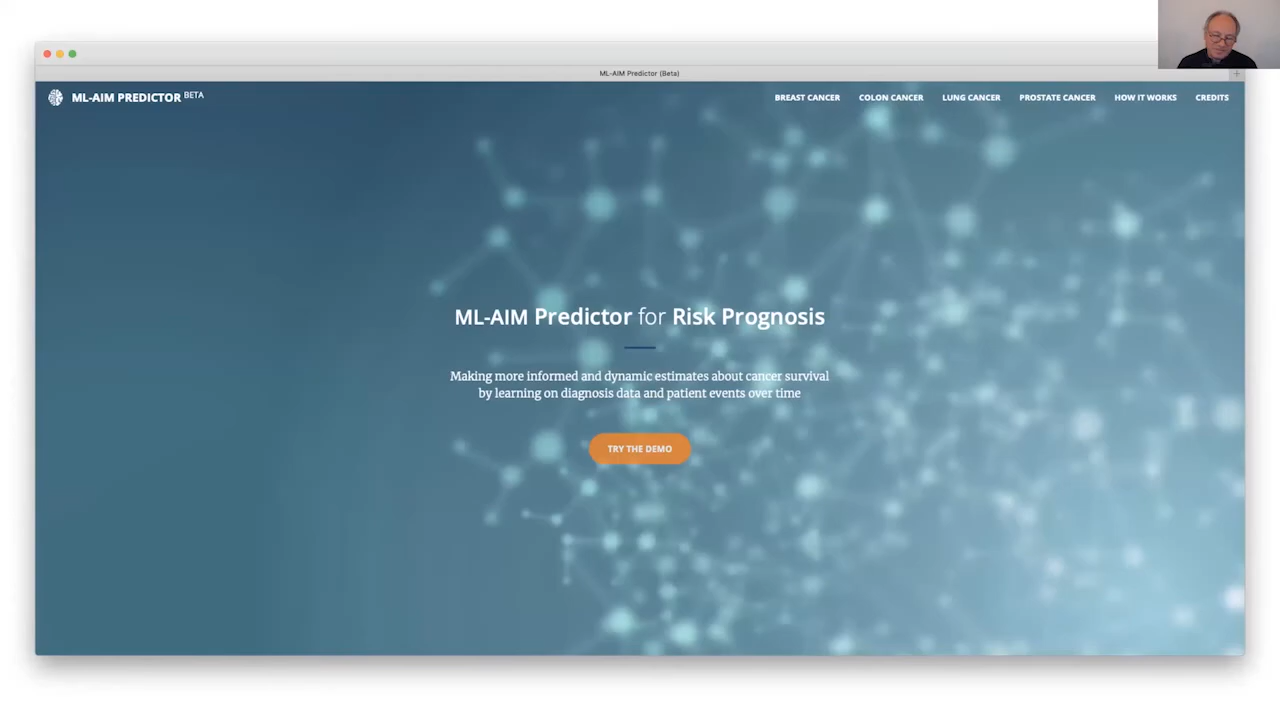 ML-AIM Predictor (Beta)
ML-AIM PREDICTOR BETA
BREAST CANCER COLON CANCER LUNG CANCER PROSTATE CANCER HOW IT WORKS CREDITS
ML-AIM Predictor for Risk Prognosis
Making more informed and dynamic estimates about cancer survival
by learning on diagnosis data and patient events over time
TRY THE DEMO